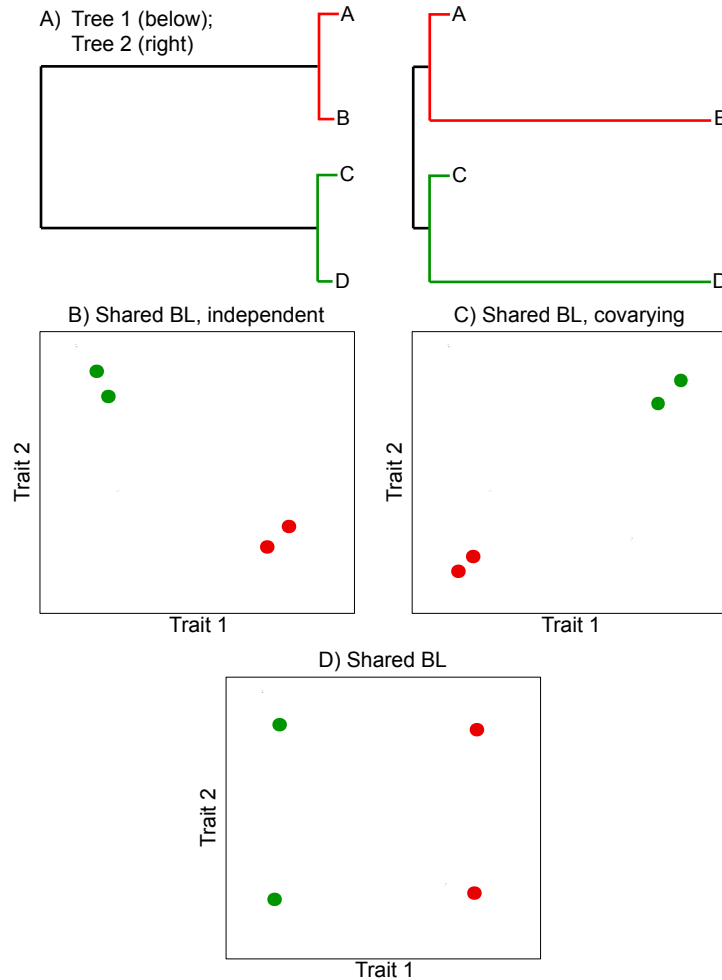 A) Tree 1 (below);
Tree 2 (right)
A
B
C
D
A
B
C
D
B) Shared BL, independent
Trait 2
Trait 1
C) Shared BL, covarying
Trait 2
Trait 1
D) Shared BL
Trait 2
Trait 1